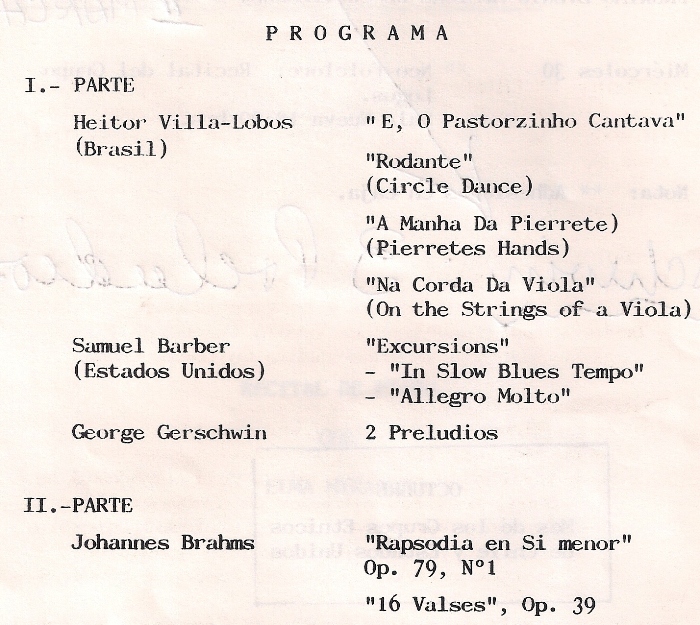 P R O G R A M A
I.- PARTE
Heitor Villa-Lobos "E, O Pastorzinho Cantava"
(Brasil)
"Rodante"
(Circle Dance)
"A Manha Da Pierrete)
(Pierretes Hands)
"Na Corda Da Viola"
(On the Strings of a Viola)
Samuel Barber "Excursions"
(Estados Unidos) - "In Slow Blues Tempo"
- "Allegro Molto"
George Gerschwin 2 Preludios
II.-PARTE
Johannes Brahms "Rapsodia en Si menor"
Op. 79, Nº1
"16 Valses", Op. 39